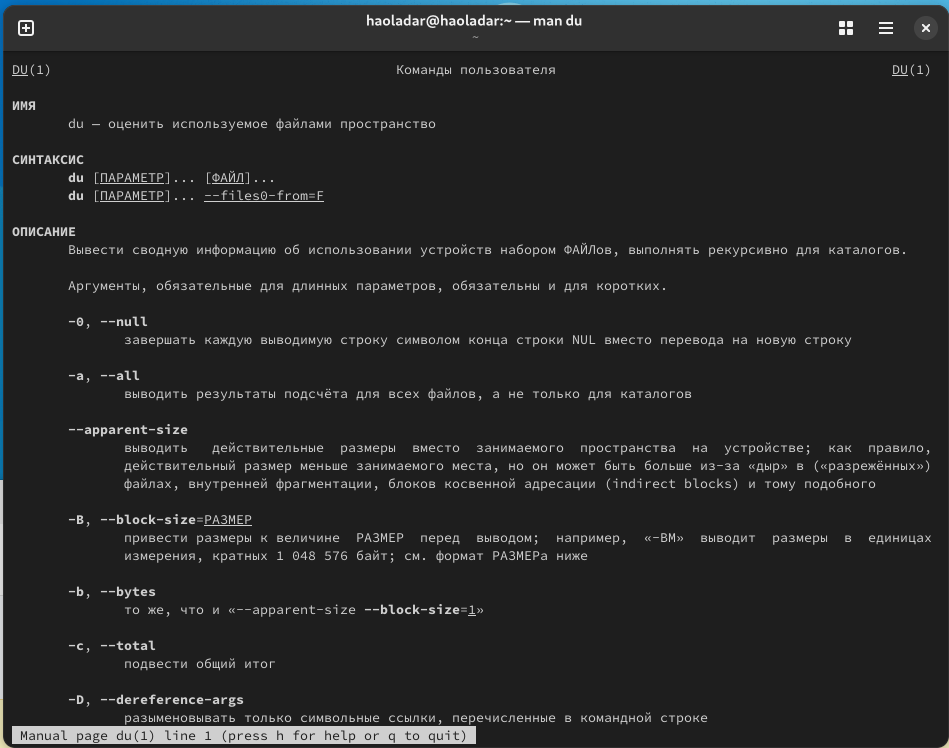 haoladar@haoladar:~ — man du
~
DU(1) Команды пользователя DU(1)
ИМЯ
du — оценить используемое файлами пространство
СИНТАКСИС
du [ПАРАМЕТР]... [ФАЙЛ]...
du [ПАРАМЕТР]... --files0-from=F
ОПИСАНИЕ
Вывести сводную информацию об использовании устройств набором ФАЙЛов, выполнять рекурсивно для каталогов.
Аргументы, обязательные для длинных параметров, обязательны и для коротких.
-0, --null
завершать каждую выводимую строку символом конца строки NUL вместо перевода на новую строку
-a, --all
выводить результаты подсчёта для всех файлов, а не только для каталогов
--apparent-size
выводить действительные размеры вместо занимаемого пространства на устройстве; как правило,
действительный размер меньше занимаемого места, но он может быть больше из-за «дыр» в («разрежённых»)
файлах, внутренней фрагментации, блоков косвенной адресации (indirect blocks) и тому подобного
-B, --block-size=РАЗМЕР
привести размеры к величине РАЗМЕР перед выводом; например, «-BM» выводит размеры в единицах
измерения, кратных 1 048 576 байт; см. формат РАЗМЕРа ниже
-b, --bytes
то же, что и «--apparent-size --block-size=1»
-c, --total
подвести общий итог
-D, --dereference-args
разыменовывать только символьные ссылки, перечисленные в командной строке
Manual page du(1) line 1 (press h for help or q to quit)